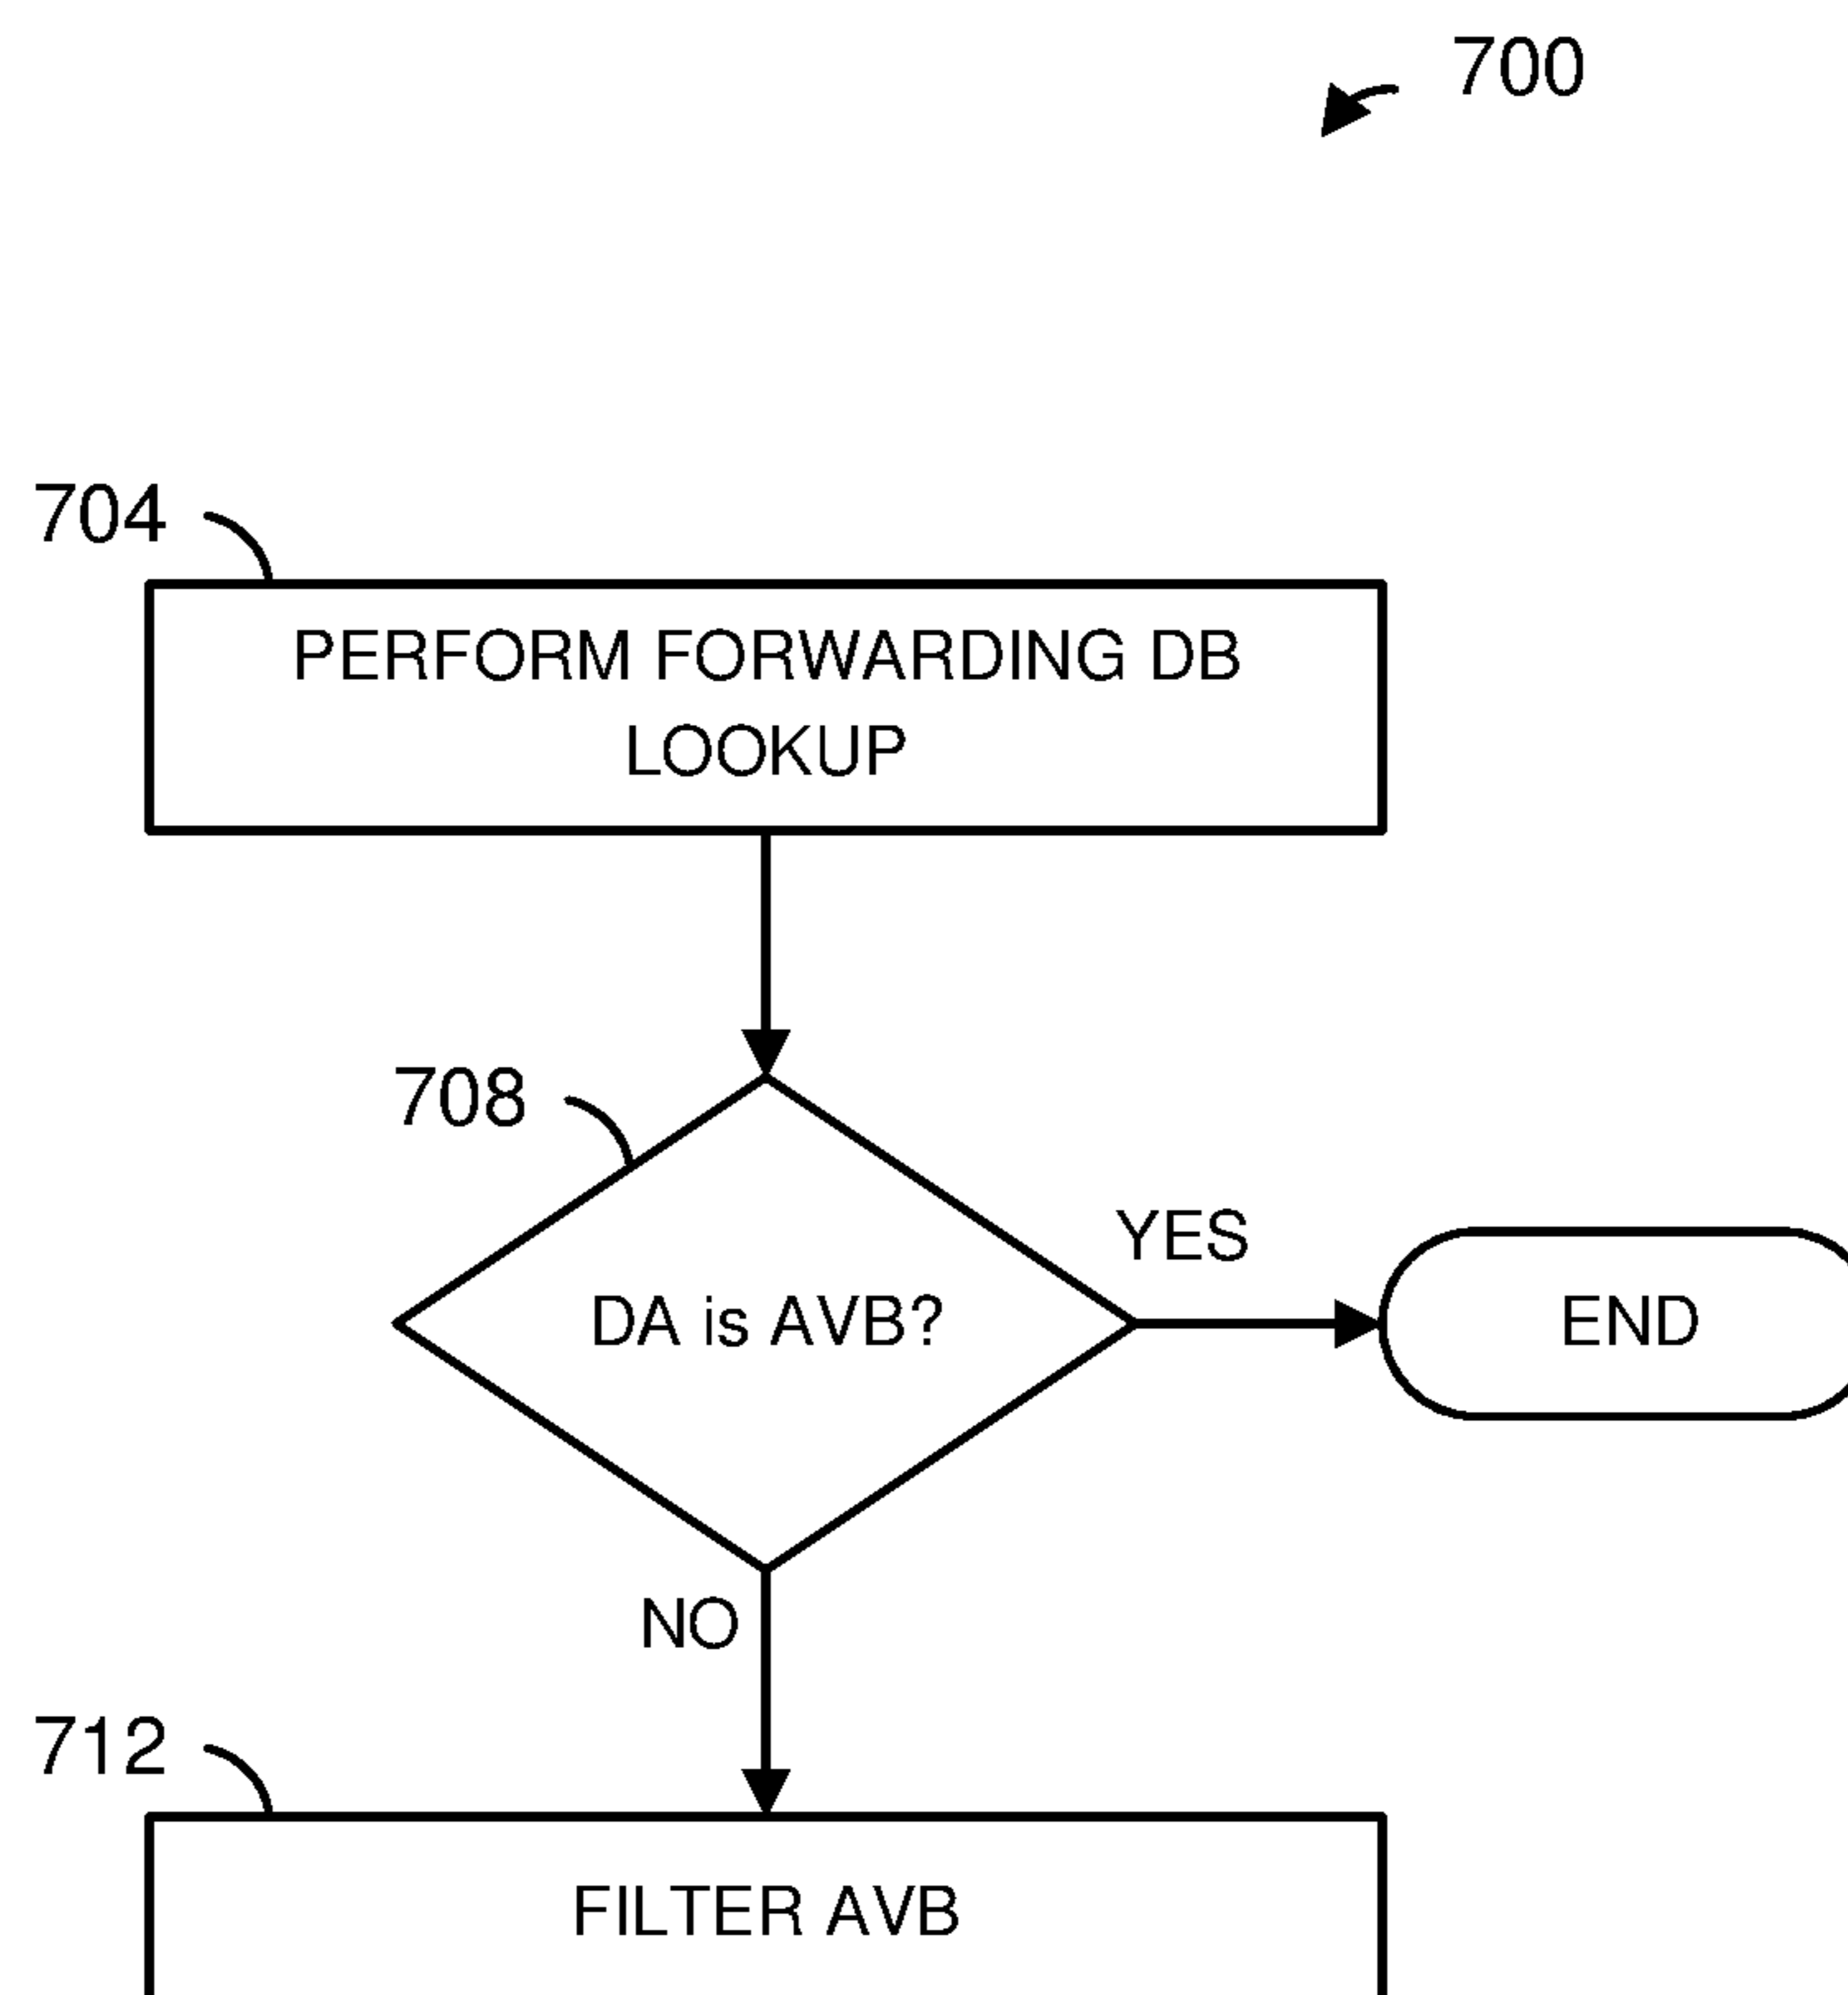 700
704
PERFORM FORWARDING DB
LOOKUP
708
YES
DA is AVB?
END
NO
712
FILTER AVB